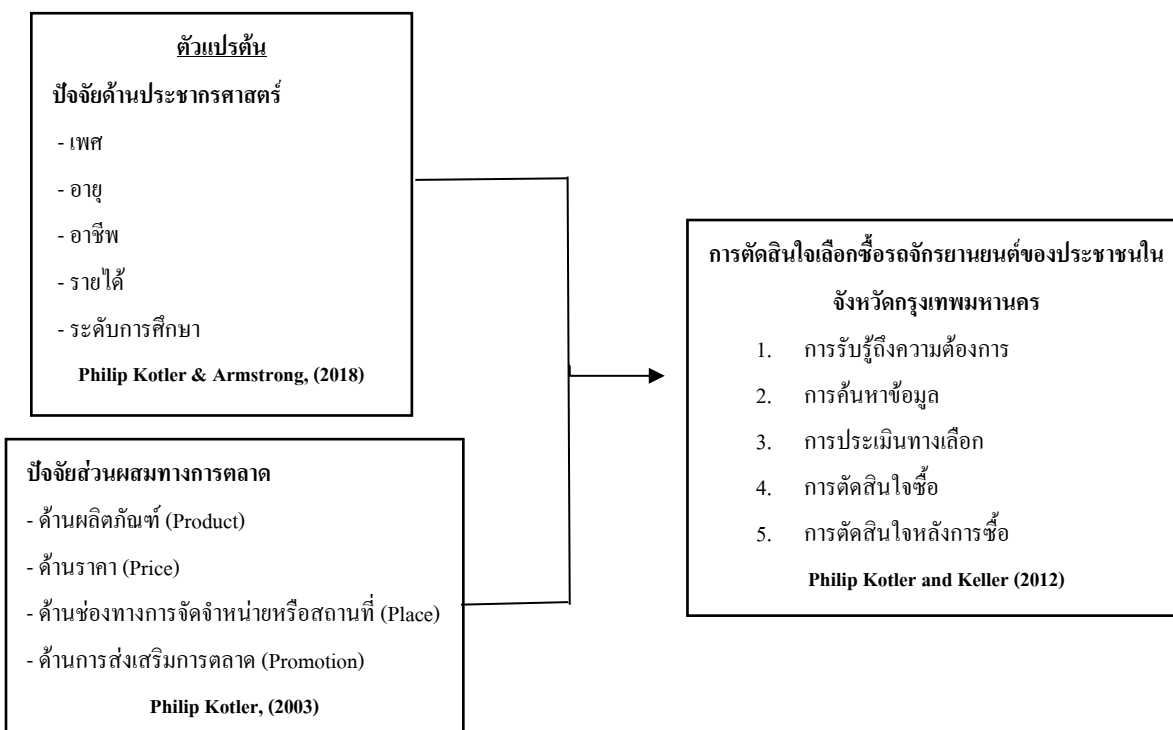 ตัวแปรต้น
ปัจจัยด้านประชากรศาสตร์
- เพศ
- อายุ
- อาชีพ
- รายได้
- ระดับการศึกษา
Philip Kotler & Armstrong, (2018)
ปัจจัยส่วนผสมทางการตลาด
- ด้านผลิตภัณฑ์ (Product)
- ด้านราคา (Price)
- ด้านช่องทางการจัดจำหน่ายหรือสถานที่ (Place)
- ด้านการส่งเสริมการตลาด (Promotion)
Philip Kotler, (2003)
การตัดสินใจเลือกซื้อรถจักรยานยนต์ของประชาชนใน
จังหวัดกรุงเทพมหานคร
1. การรับรู้ถึงความต้องการ
2. การค้นหาข้อมูล
3. การประเมินทางเลือก
4. การตัดสินใจซื้อ
5. การตัดสินใจหลังการซื้อ
Philip Kotler and Keller (2012)